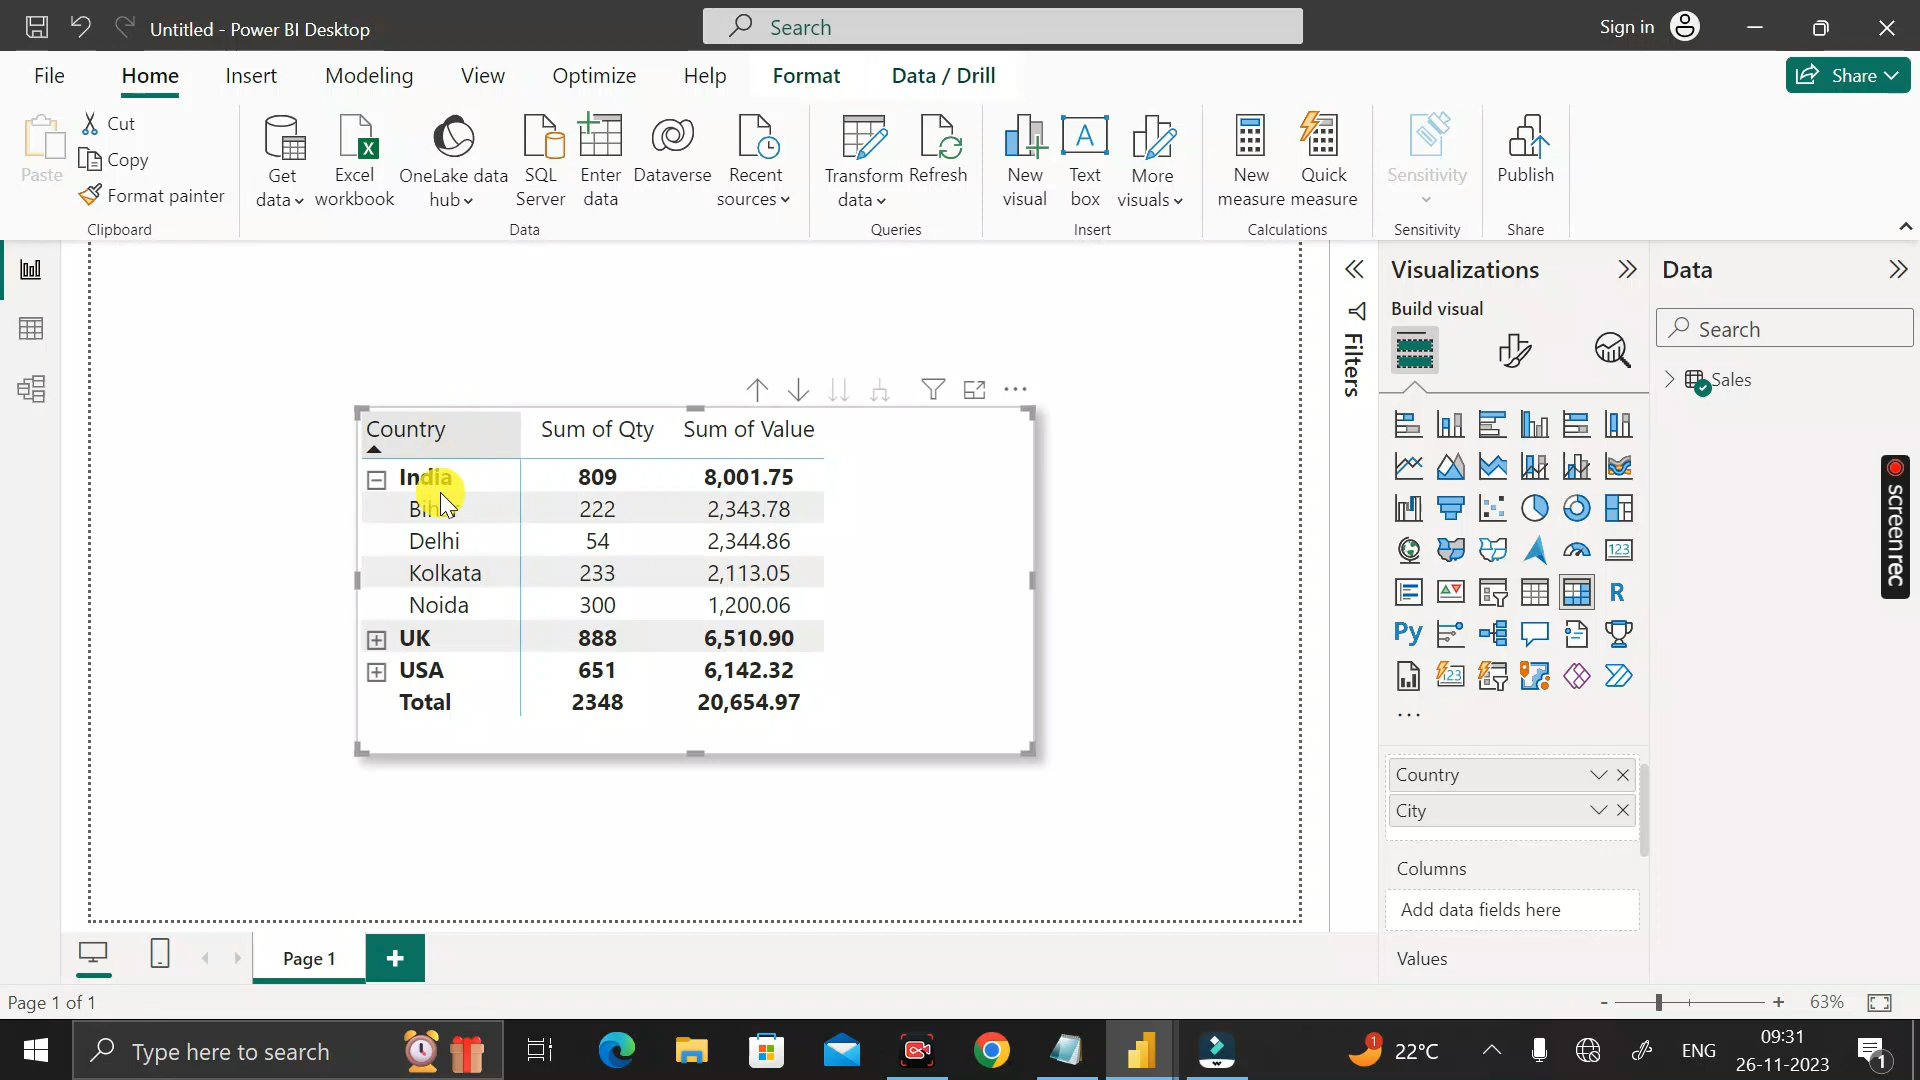 Untitled - Power BI Desktop
Search
Sign in
File Home Insert Modeling View Optimize Help Format Data / Drill
Share
Paste
Cut
Copy
Format painter
Clipboard
Get data
Excel workbook
OneLake data hub
SQL Server
Enter data
Dataverse
Recent sources
Data
Transform data
Refresh
Queries
New visual
Text box
More visuals
Insert
New measure
Quick measure
Calculations
Sensitivity
Sensitivity
Publish
Share
Country Sum of Qty Sum of Value
India 809 8,001.75
222 2,343.78
Delhi 54 2,344.86
Kolkata 233 2,113.05
Noida 300 1,200.06
UK 888 6,510.90
USA 651 6,142.32
Total 2348 20,654.97
Filters
Visualizations
Build visual
123
R
Py
123
Country
City
Columns
Add data fields here
Values
Data
Search
Sales
screen rec
Page 1
Page 1 of 1
- + 63%
Type here to search
1
22°C
ENG
09:31
26-11-2023
1